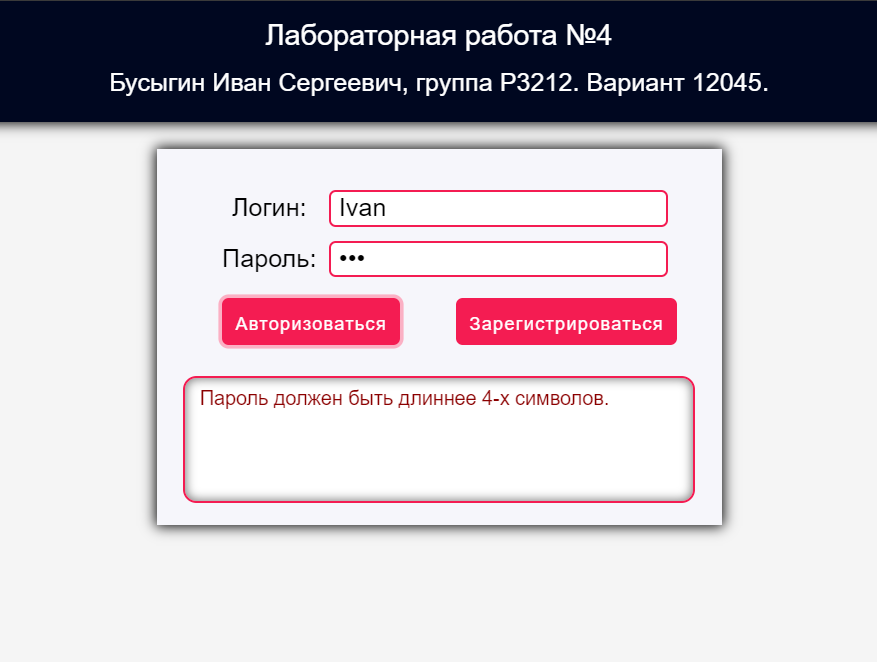 Лабораторная работа №4
Бусыгин Иван Сергеевич, группа P3212. Вариант 12045.
Логин: Ivan
Пароль: •••
Авторизоваться Зарегистрироваться
Пароль должен быть длиннее 4-х символов.